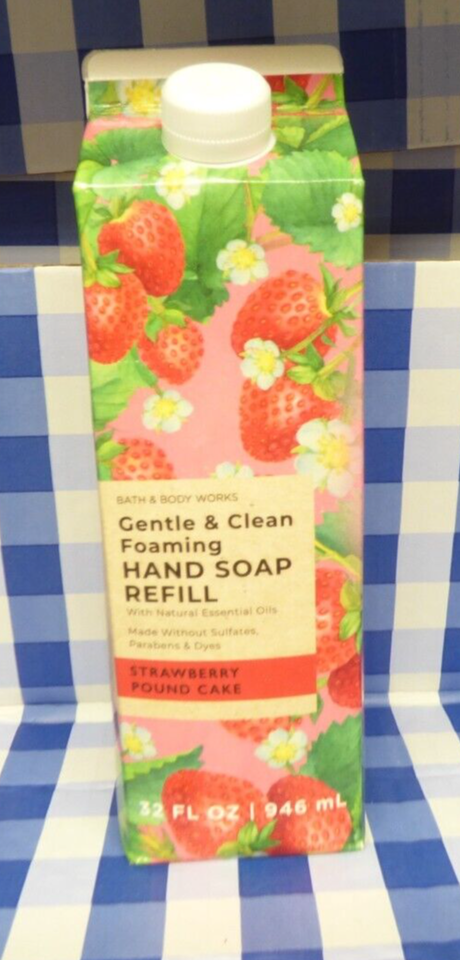 BATH & BODY WORKS
Gentle & Clean
Foaming
HAND SOAP
REFILL
With Natural Essential Oils
Made Without Sulfates,
Parabens & Dyes
STRAWBERRY
POUND CAKE
32 FL OZ | 946 mL